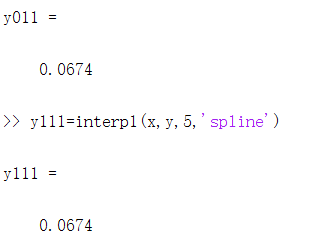 y011 =
0.0674
>> y111=interp1(x,y,5,'spline')
y111 =
0.0674